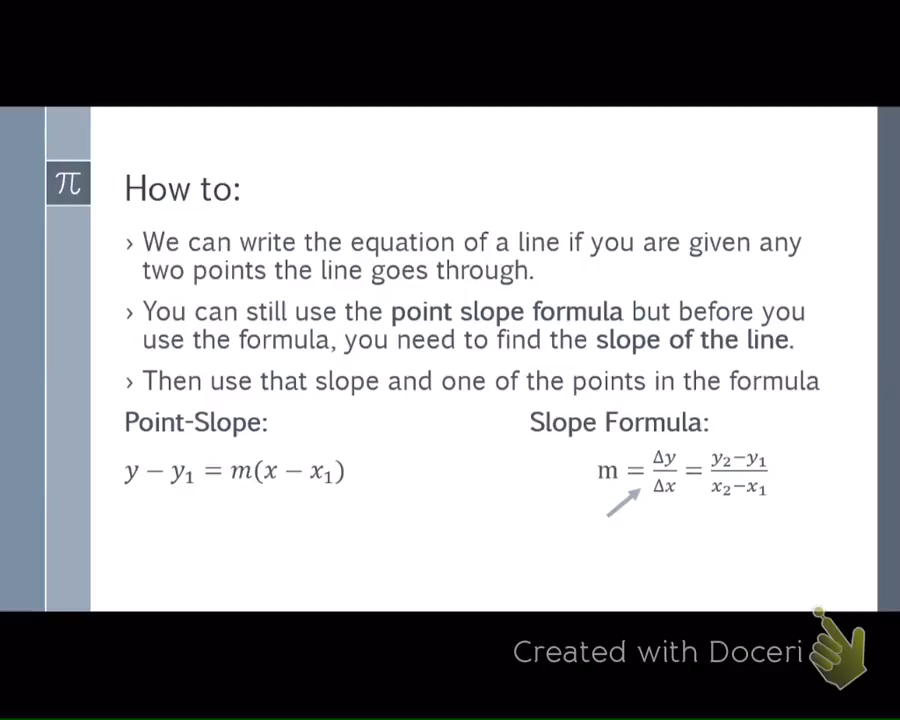 π
How to:
› We can write the equation of a line if you are given any
two points the line goes through.
› You can still use the point slope formula but before you
use the formula, you need to find the slope of the line.
› Then use that slope and one of the points in the formula
Point-Slope: Slope Formula:
y − y₁ = m(x − x₁) m = Δy/Δx = y₂−y₁/x₂−x₁
Created with Doceri